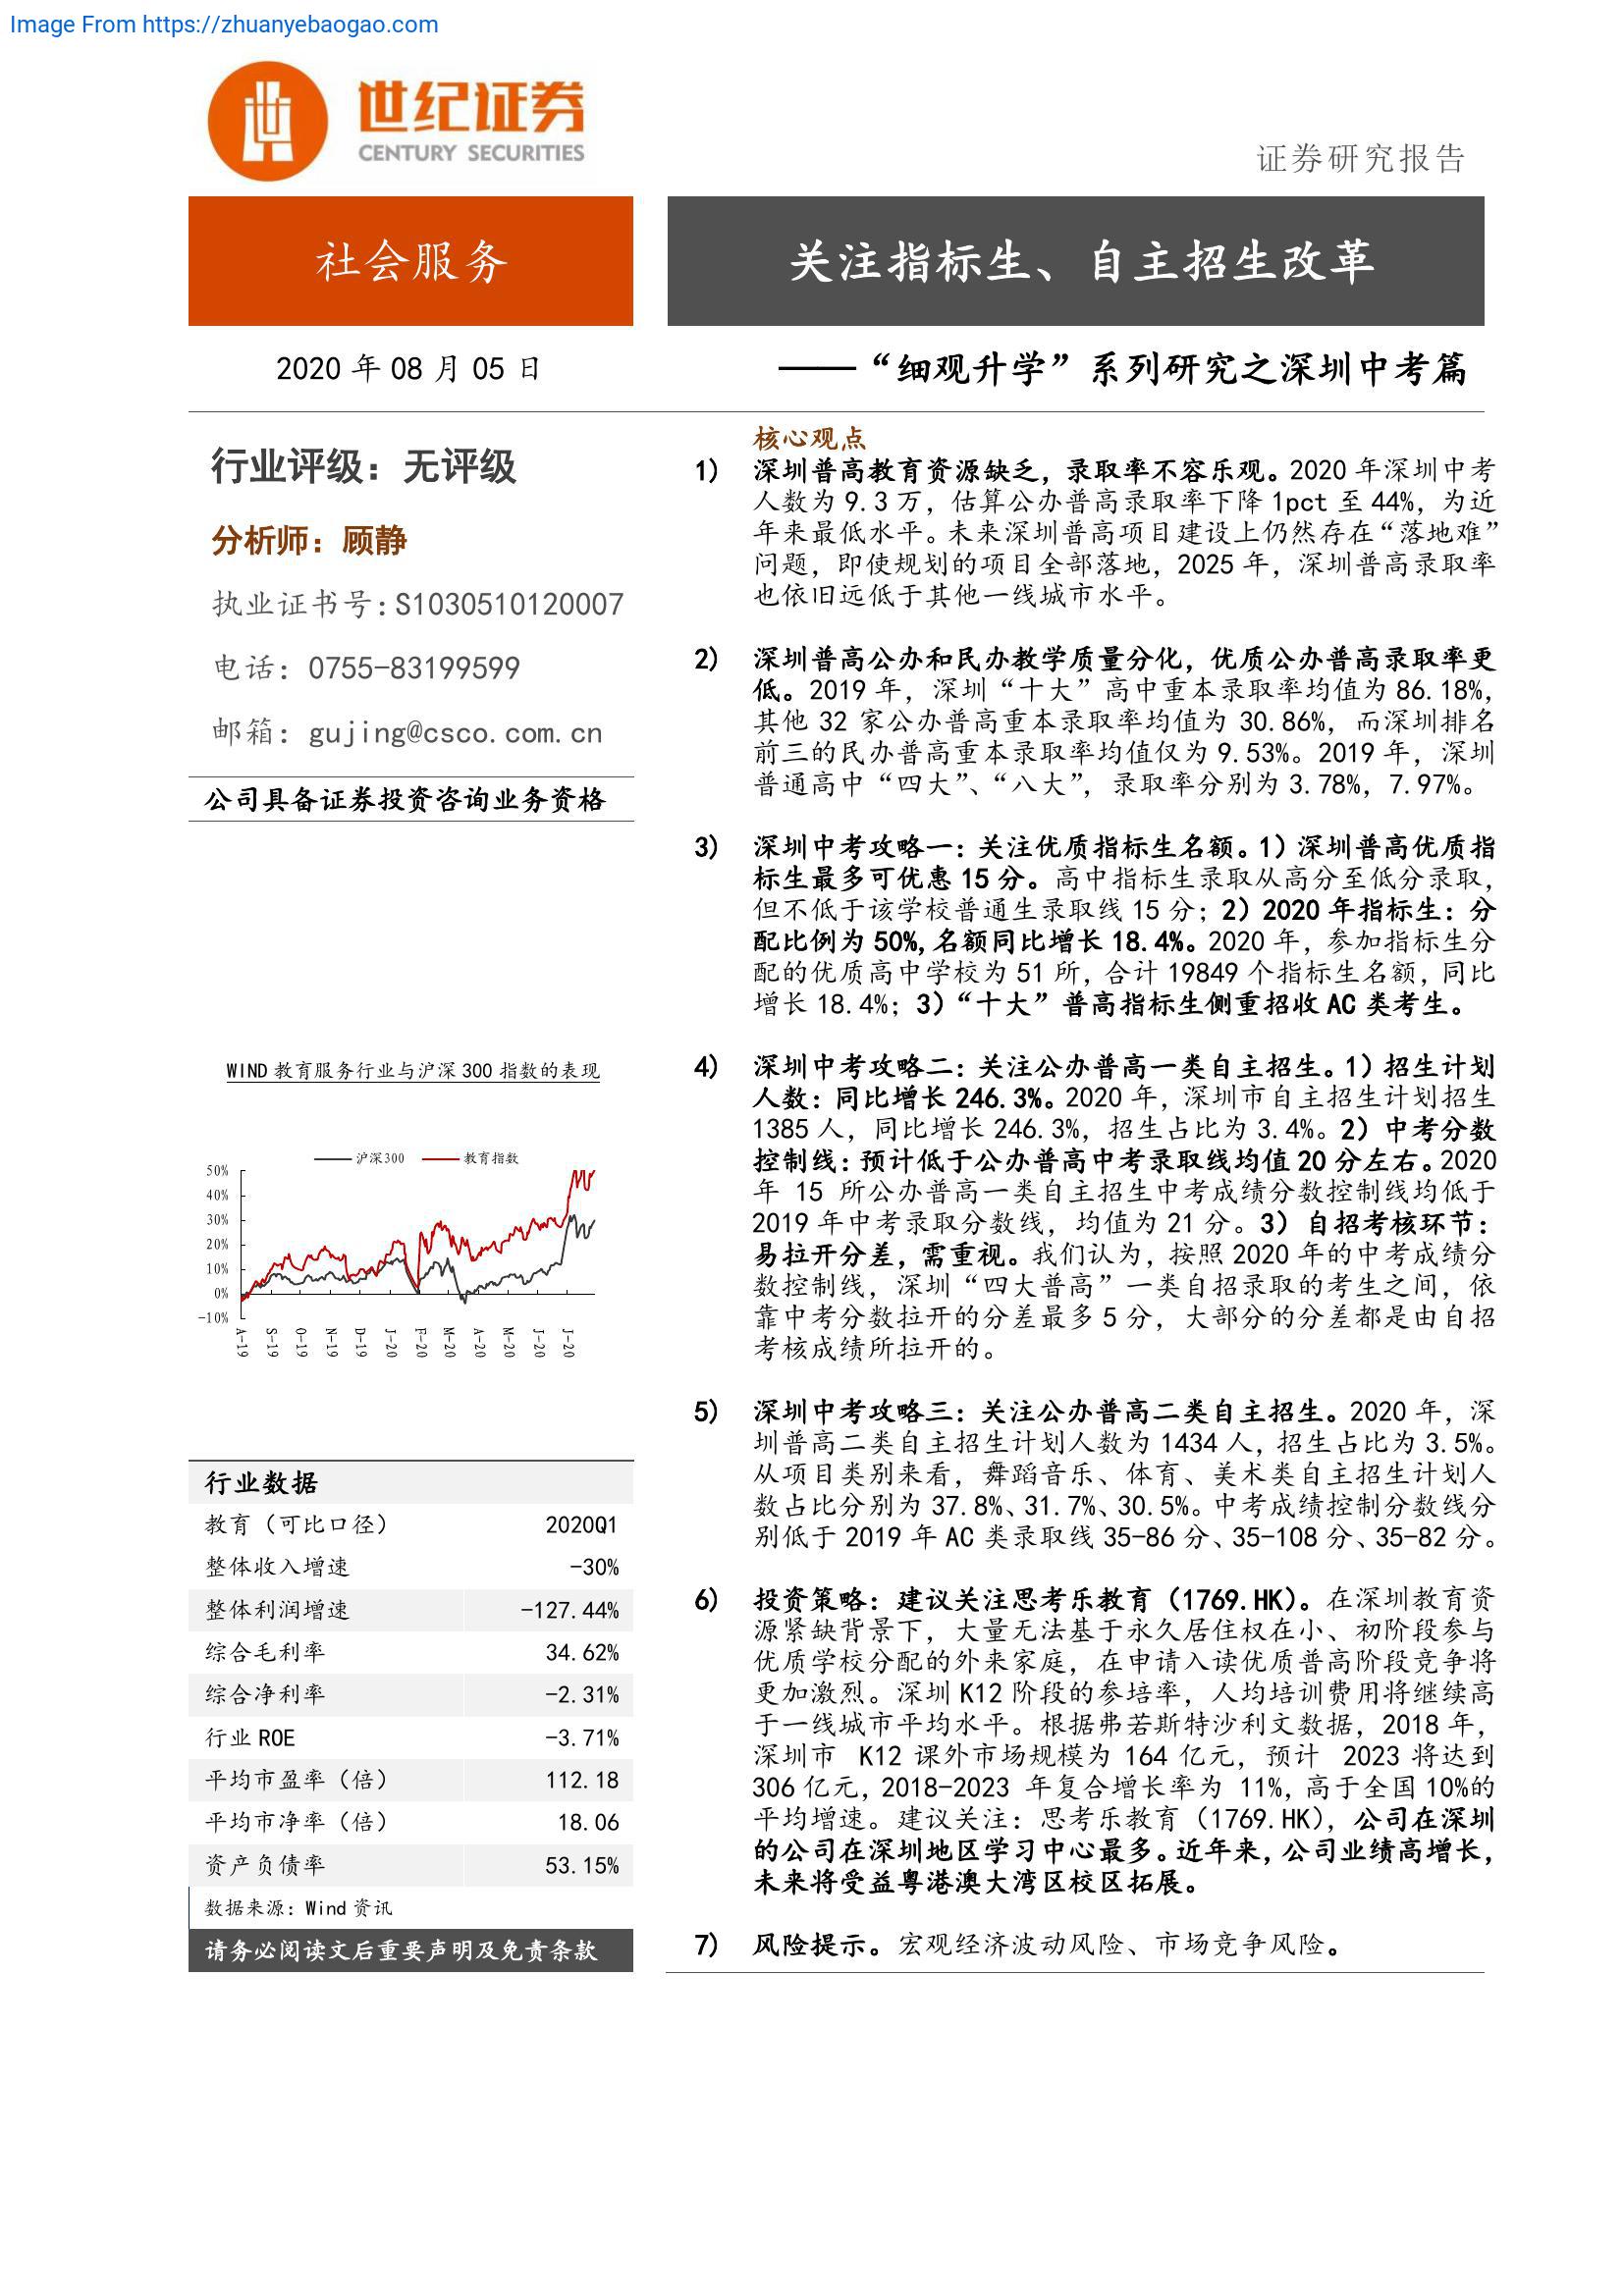 Image From https://zhuanyebaogao.com
世纪证券
CENTURY SECURITIES
证券研究报告
社会服务
关注指标生、自主招生改革
2020 年 08 月 05 日
——“细观升学”系列研究之深圳中考篇
行业评级：无评级
分析师：顾静
执业证书号:S1030510120007
电话：0755-83199599
邮箱：gujing@csco.com.cn
公司具备证券投资咨询业务资格
WIND 教育服务行业与沪深 300 指数的表现
沪深300 教育指数
50%
40%
30%
20%
10%
0%
-10%
A-19 S-19 O-19 N-19 D-19 J-20 F-20 M-20 A-20 M-20 J-20 J-20
行业数据
教育（可比口径） 2020Q1
整体收入增速 -30%
整体利润增速 -127.44%
综合毛利率 34.62%
综合净利率 -2.31%
行业 ROE -3.71%
平均市盈率（倍） 112.18
平均市净率（倍） 18.06
资产负债率 53.15%
数据来源：Wind 资讯
请务必阅读文后重要声明及免责条款
核心观点
1) 深圳普高教育资源缺乏，录取率不容乐观。2020 年深圳中考
人数为 9.3 万，估算公办普高录取率下降 1pct 至 44%，为近
年来最低水平。未来深圳普高项目建设上仍然存在“落地难”
问题，即使规划的项目全部落地，2025 年，深圳普高录取率
也依旧远低于其他一线城市水平。
2) 深圳普高公办和民办教学质量分化，优质公办普高录取率更
低。2019 年，深圳“十大”高中重本录取率均值为 86.18%，
其他 32 家公办普高重本录取率均值为 30.86%，而深圳排名
前三的民办普高重本录取率均值仅为 9.53%。2019 年，深圳
普通高中“四大”、“八大”，录取率分别为 3.78%，7.97%。
3) 深圳中考攻略一：关注优质指标生名额。1）深圳普高优质指
标生最多可优惠 15 分。高中指标生录取从高分至低分录取，
但不低于该学校普通生录取线 15 分；2）2020 年指标生：分
配比例为 50%,名额同比增长 18.4%。2020 年，参加指标生分
配的优质高中学校为 51 所，合计 19849 个指标生名额，同比
增长 18.4%；3）“十大”普高指标生侧重招收 AC 类考生。
4) 深圳中考攻略二：关注公办普高一类自主招生。1）招生计划
人数：同比增长 246.3%。2020 年，深圳市自主招生计划招生
1385 人，同比增长 246.3%，招生占比为 3.4%。2）中考分数
控制线：预计低于公办普高中考录取线均值 20 分左右。2020
年 15 所公办普高一类自主招生中考成绩分数控制线均低于
2019 年中考录取分数线，均值为 21 分。3）自招考核环节：
易拉开分差，需重视。我们认为，按照 2020 年的中考成绩分
数控制线，深圳“四大普高”一类自招录取的考生之间，依
靠中考分数拉开的分差最多 5 分，大部分的分差都是由自招
考核成绩所拉开的。
5) 深圳中考攻略三：关注公办普高二类自主招生。2020 年，深
圳普高二类自主招生计划人数为 1434 人，招生占比为 3.5%。
从项目类别来看，舞蹈音乐、体育、美术类自主招生计划人
数占比分别为 37.8%、31.7%、30.5%。中考成绩控制分数线分
别低于 2019 年 AC 类录取线 35-86 分、35-108 分、35-82 分。
6) 投资策略：建议关注思考乐教育（1769.HK）。在深圳教育资
源紧缺背景下，大量无法基于永久居住权在小、初阶段参与
优质学校分配的外来家庭，在申请入读优质普高阶段竞争将
更加激烈。深圳 K12 阶段的参培率，人均培训费用将继续高
于一线城市平均水平。根据弗若斯特沙利文数据，2018 年，
深圳市 K12 课外市场规模为 164 亿元，预计 2023 将达到
306 亿元，2018-2023 年复合增长率为 11%，高于全国 10%的
平均增速。建议关注：思考乐教育（1769.HK），公司在深圳
的公司在深圳地区学习中心最多。近年来，公司业绩高增长，
未来将受益粤港澳大湾区校区拓展。
7) 风险提示。宏观经济波动风险、市场竞争风险。